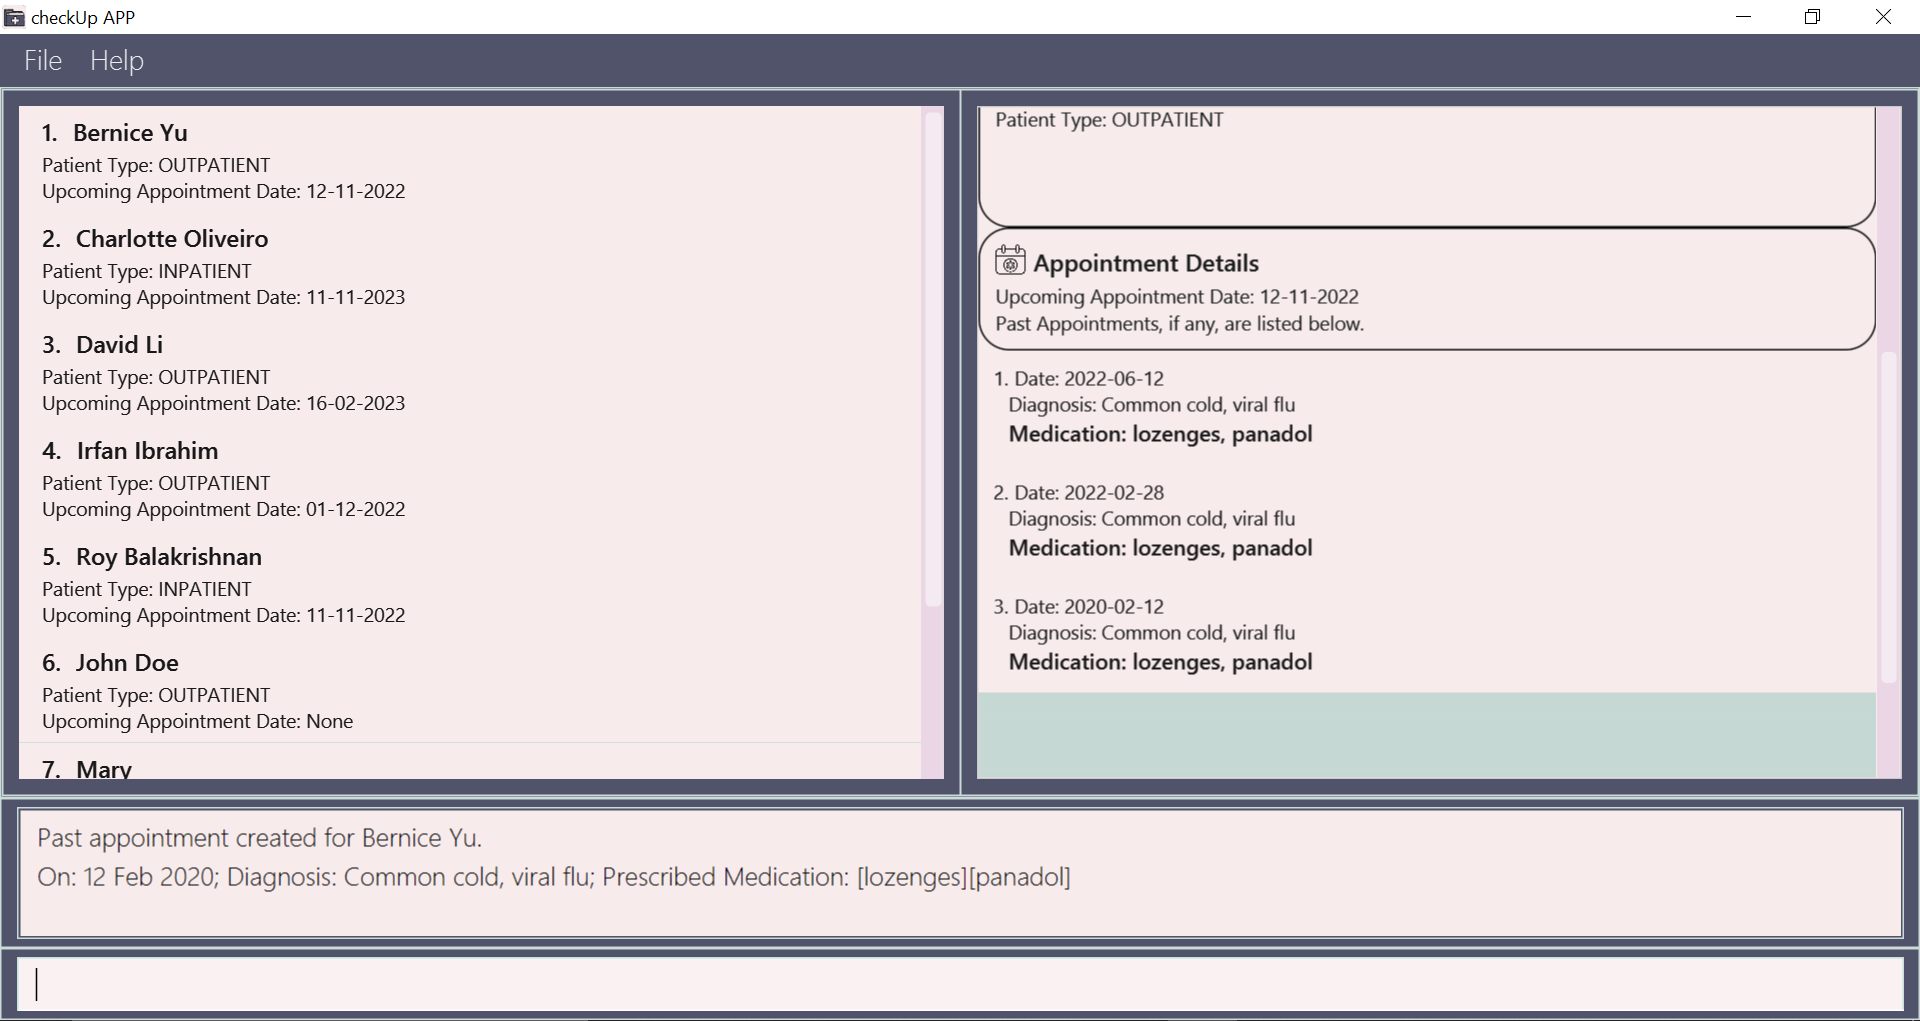 checkUp APP
File Help
1. Bernice Yu
Patient Type: OUTPATIENT
Upcoming Appointment Date: 12-11-2022
2. Charlotte Oliveiro
Patient Type: INPATIENT
Upcoming Appointment Date: 11-11-2023
3. David Li
Patient Type: OUTPATIENT
Upcoming Appointment Date: 16-02-2023
4. Irfan Ibrahim
Patient Type: OUTPATIENT
Upcoming Appointment Date: 01-12-2022
5. Roy Balakrishnan
Patient Type: INPATIENT
Upcoming Appointment Date: 11-11-2022
6. John Doe
Patient Type: OUTPATIENT
Upcoming Appointment Date: None
7. Mary
Patient Type: OUTPATIENT
Appointment Details
Upcoming Appointment Date: 12-11-2022
Past Appointments, if any, are listed below.
1. Date: 2022-06-12
Diagnosis: Common cold, viral flu
Medication: lozenges, panadol
2. Date: 2022-02-28
Diagnosis: Common cold, viral flu
Medication: lozenges, panadol
3. Date: 2020-02-12
Diagnosis: Common cold, viral flu
Medication: lozenges, panadol
Past appointment created for Bernice Yu.
On: 12 Feb 2020; Diagnosis: Common cold, viral flu; Prescribed Medication: [lozenges][panadol]